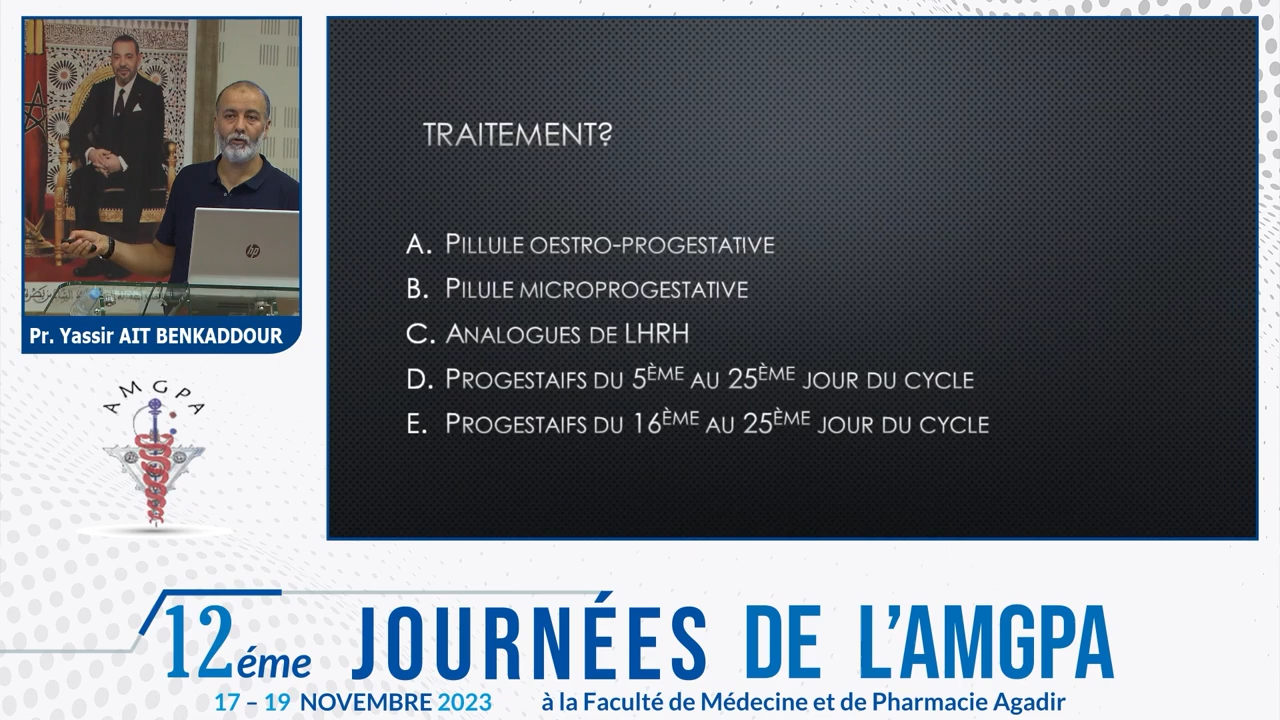 TRAITEMENT?
A. PILLULE OESTRO-PROGESTATIVE
B. PILULE MICROPROGESTATIVE
C. ANALOGUES DE LHRH
D. PROGESTAIFS DU 5ÈME AU 25ÈME JOUR DU CYCLE
E. PROGESTAIFS DU 16ÈME AU 25ÈME JOUR DU CYCLE
hp
Pr. Yassir AIT BENKADDOUR
AMGPA
12éme JOURNÉES DE L’AMGPA
17 – 19 NOVEMBRE 2023 à la Faculté de Médecine et de Pharmacie Agadir